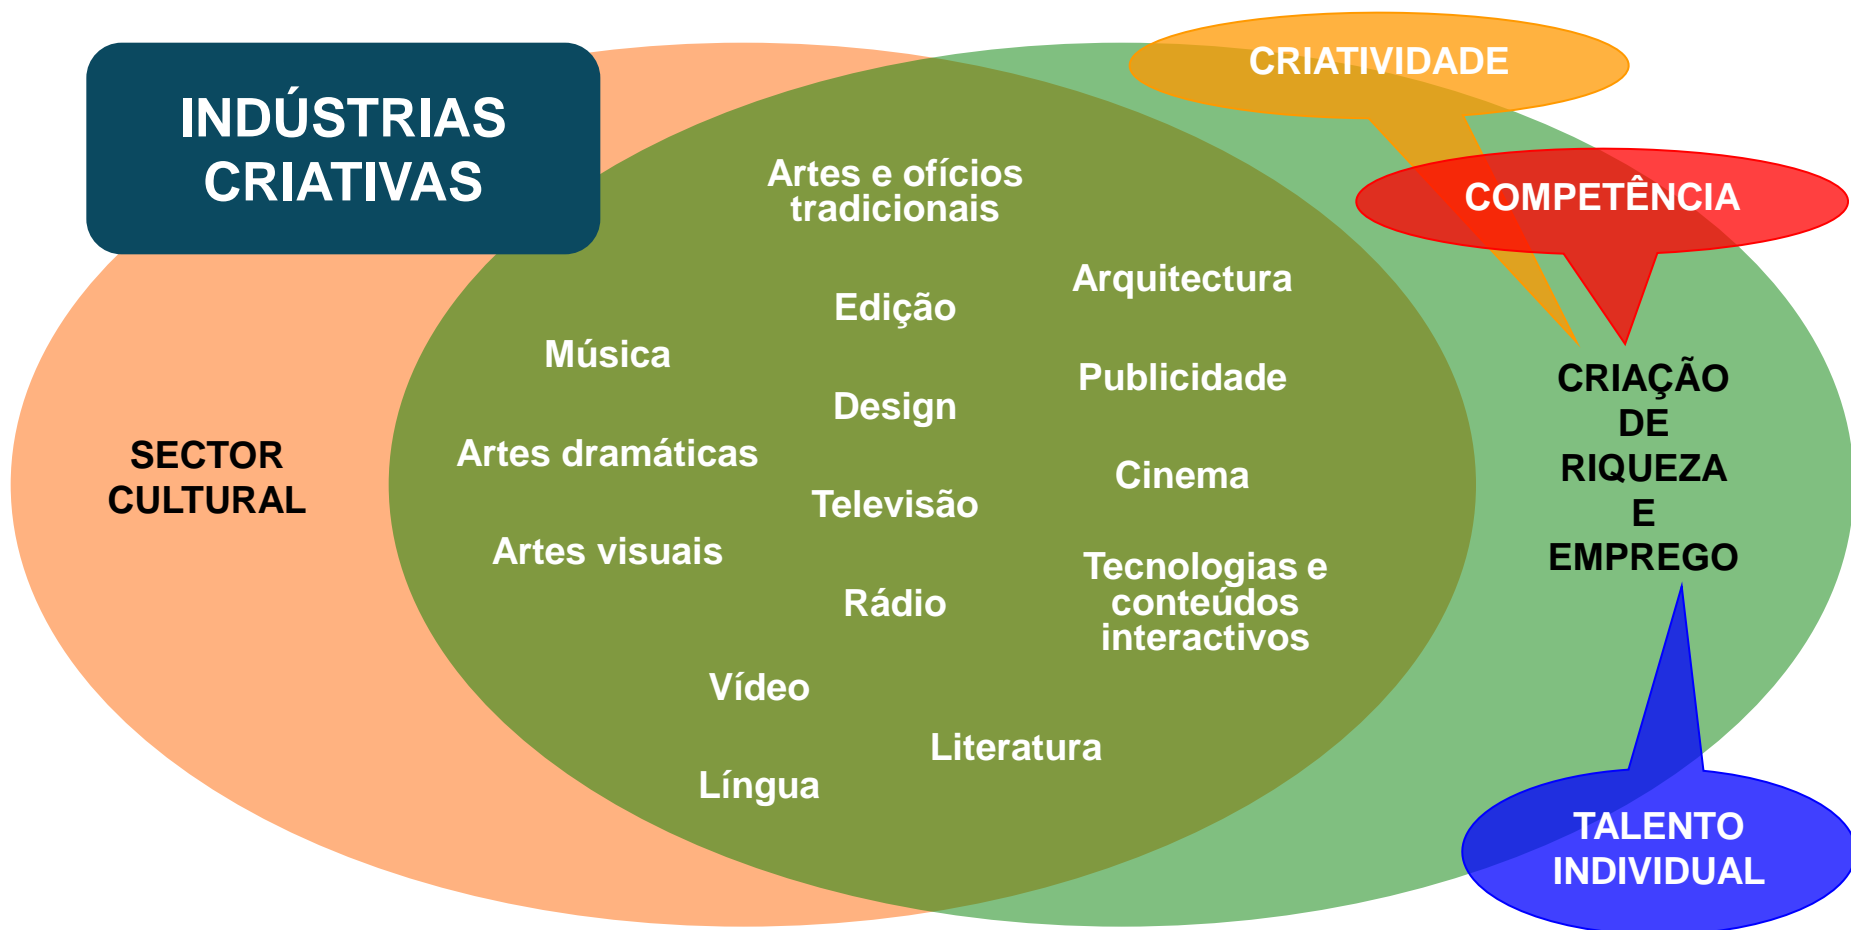 INDÚSTRIAS
CRIATIVAS
CRIATIVIDADE
COMPETÊNCIA
Artes e ofícios
tradicionais
Arquitectura
Edição
Música
Publicidade
Design
Artes dramáticas
Cinema
Televisão
Artes visuais
Tecnologias e
conteúdos
interactivos
Rádio
Vídeo
Literatura
Língua
SECTOR
CULTURAL
CRIAÇÃO
DE
RIQUEZA
E
EMPREGO
TALENTO
INDIVIDUAL